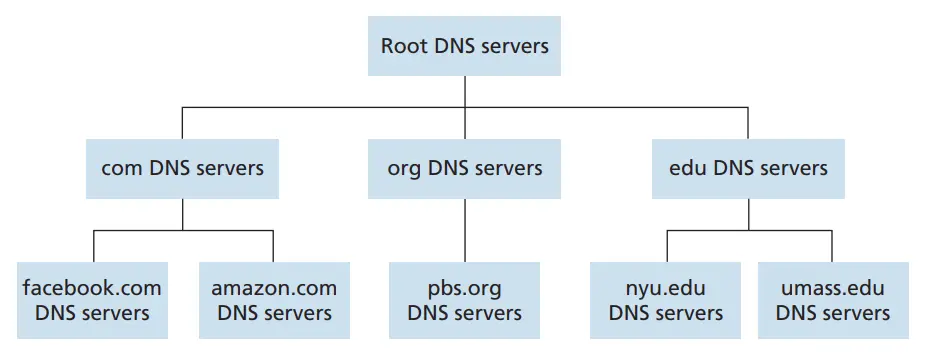 Root DNS servers
com DNS servers
org DNS servers
edu DNS servers
facebook.com
DNS servers
amazon.com
DNS servers
pbs.org
DNS servers
nyu.edu
DNS servers
umass.edu
DNS servers